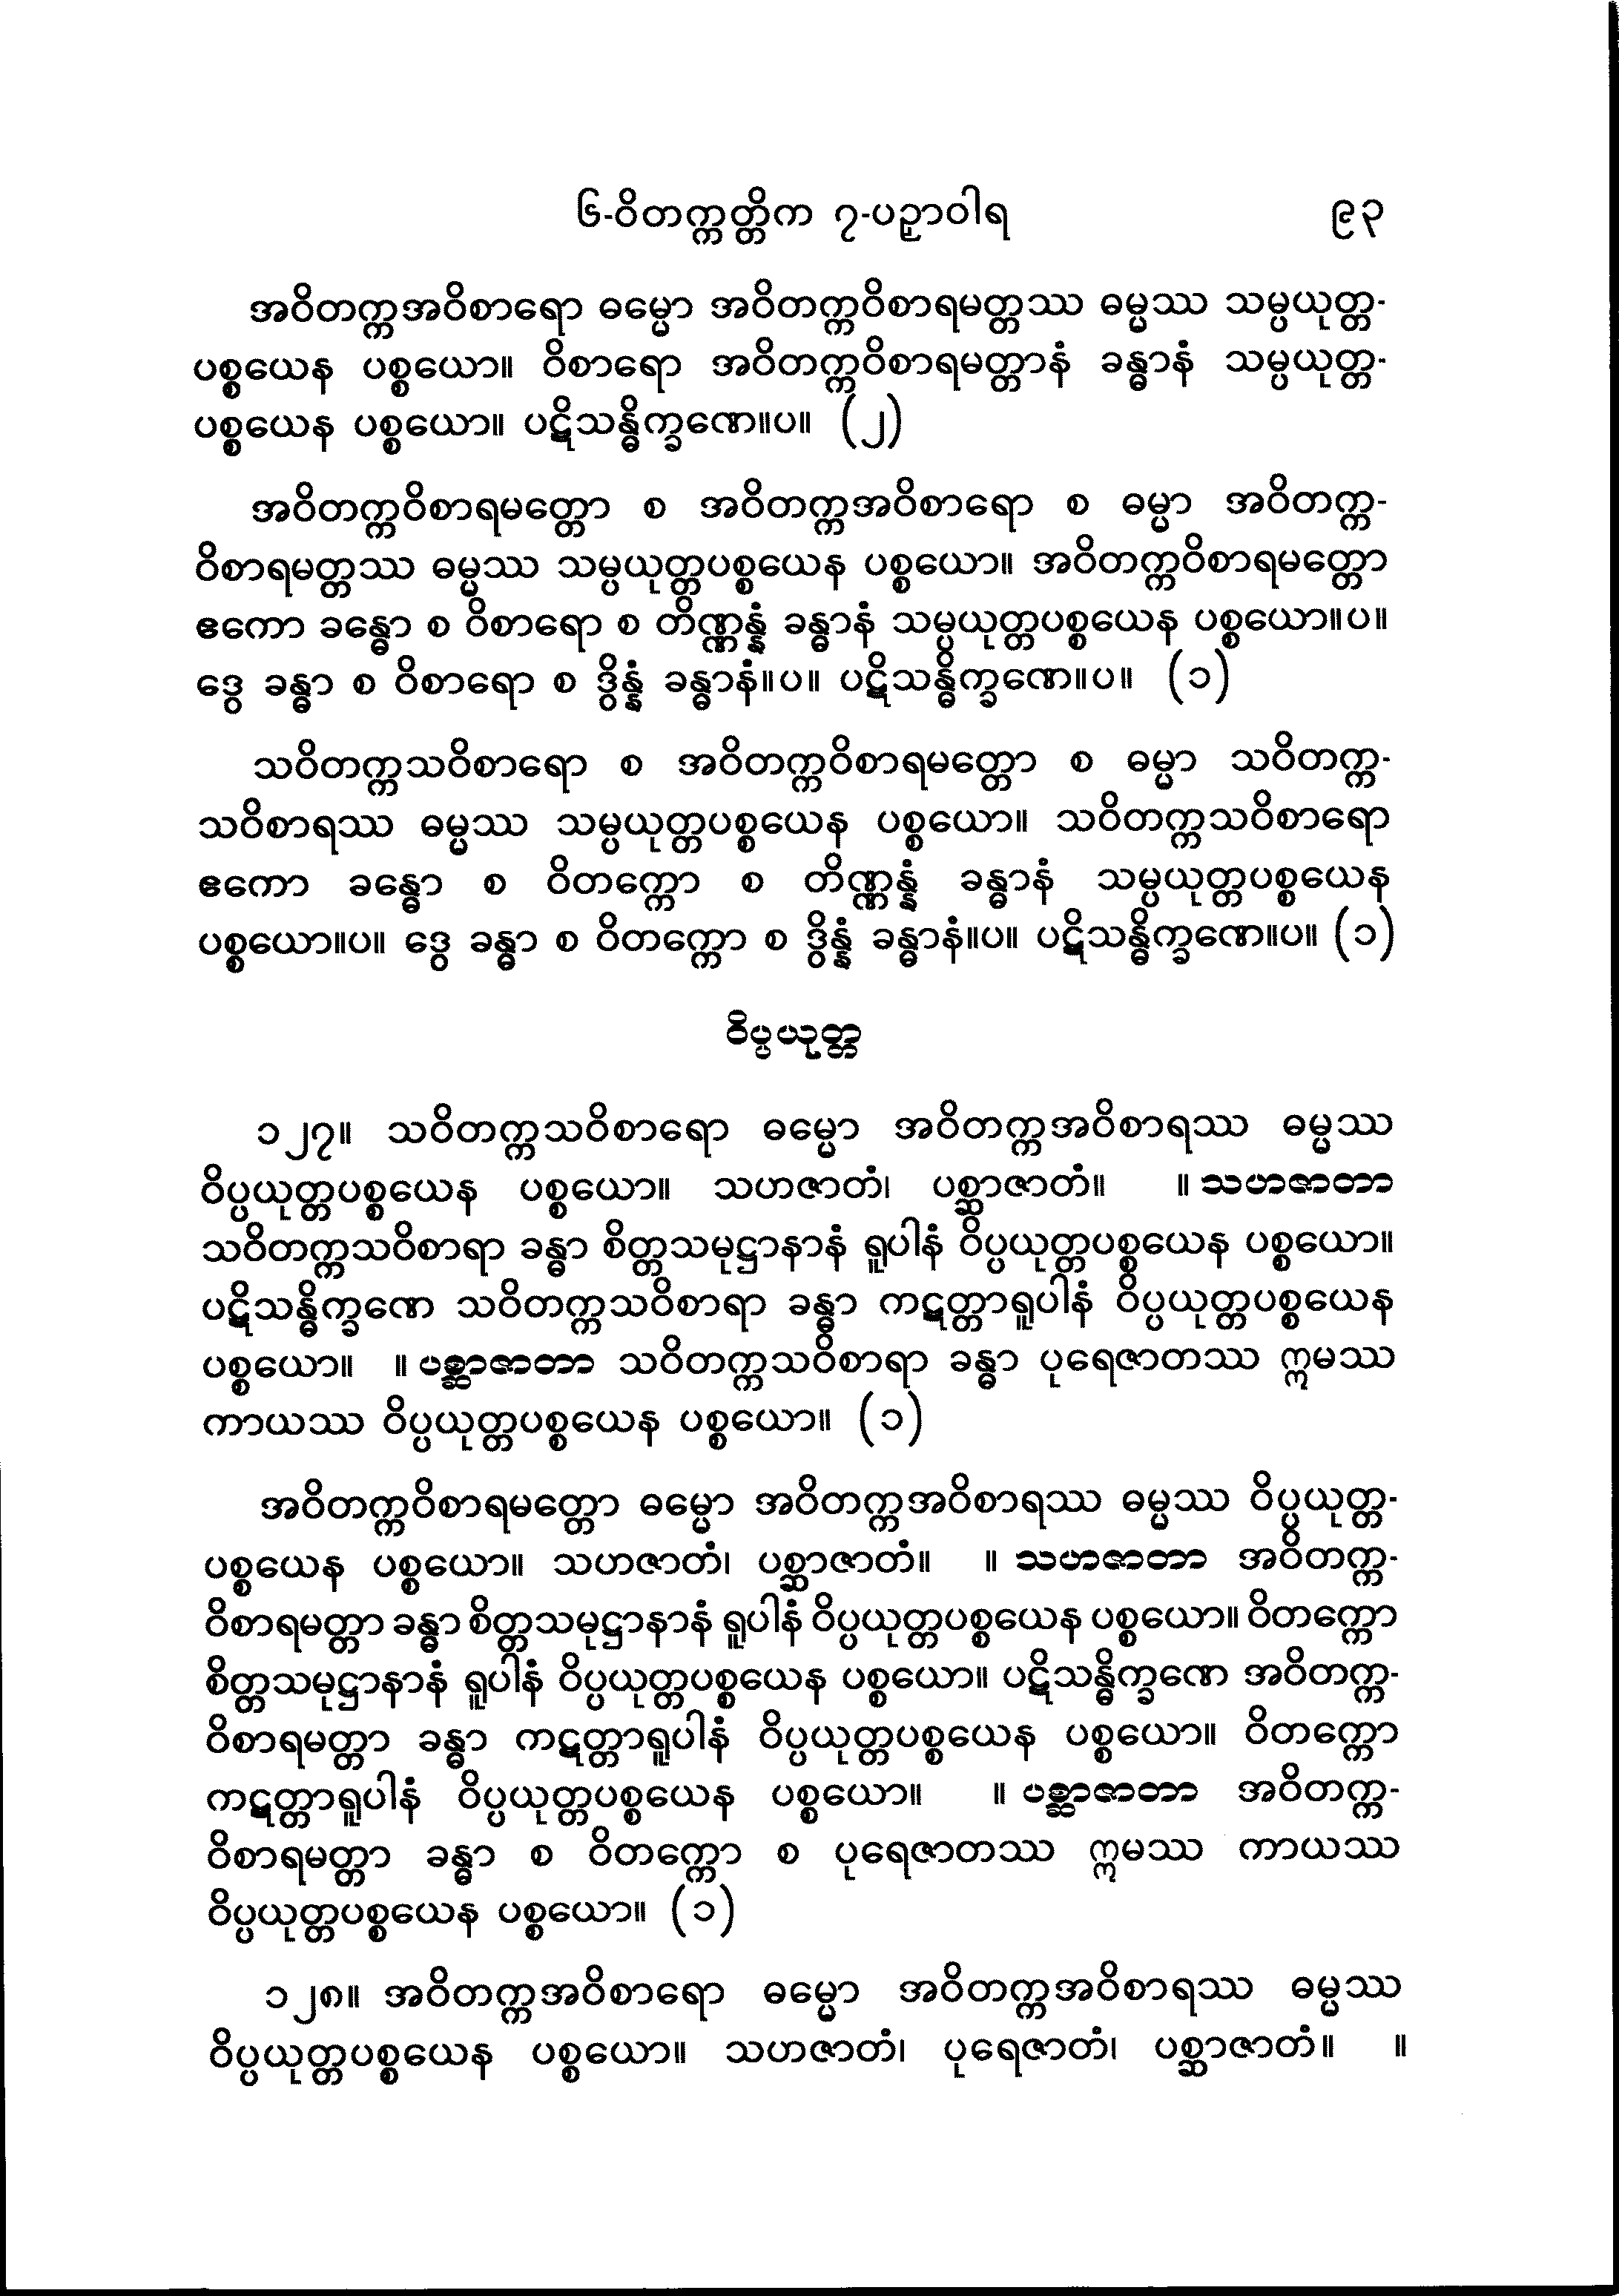 ၆-ဝိတက္ကတ္တိက ၇-ပဉှာဝါရ ၉၃
အဝိတက္ကအဝိစာရော ဓမ္မော အဝိတက္ကဝိစာရမတ္တဿ ဓမ္မဿ သမ္ပယုတ္တ-
ပစ္စယေန ပစ္စယော။ ဝိစာရော အဝိတက္ကဝိစာရမတ္တာနံ ခန္ဓာနံ သမ္ပယုတ္တ-
ပစ္စယေန ပစ္စယော။ ပဋိသန္ဓိက္ခဏေ။ပ။ (၂)
အဝိတက္ကဝိစာရမတ္တော စ အဝိတက္ကအဝိစာရော စ ဓမ္မာ အဝိတက္က-
ဝိစာရမတ္တဿ ဓမ္မဿ သမ္ပယုတ္တပစ္စယေန ပစ္စယော။ အဝိတက္ကဝိစာရမတ္တော
ဧကော ခန္ဓော စ ဝိစာရော စ တိဏ္ဏန္နံ ခန္ဓာနံ သမ္ပယုတ္တပစ္စယေန ပစ္စယော။ပ။
ဒွေ ခန္ဓာ စ ဝိစာရော စ ဒွိန္နံ ခန္ဓာနံ။ပ။ ပဋိသန္ဓိက္ခဏေ။ပ။ (၁)
သဝိတက္ကသဝိစာရော စ အဝိတက္ကဝိစာရမတ္တော စ ဓမ္မာ သဝိတက္က-
သဝိစာရဿ ဓမ္မဿ သမ္ပယုတ္တပစ္စယေန ပစ္စယော။ သဝိတက္ကသဝိစာရော
ဧကော ခန္ဓော စ ဝိတက္ကော စ တိဏ္ဏန္နံ ခန္ဓာနံ သမ္ပယုတ္တပစ္စယေန
ပစ္စယော။ပ။ ဒွေ ခန္ဓာ စ ဝိတက္ကော စ ဒွိန္နံ ခန္ဓာနံ။ပ။ ပဋိသန္ဓိက္ခဏေ။ပ။ (၁)
ဝိပ္ပယုတ္တ
၁၂၇။ သဝိတက္ကသဝိစာရော ဓမ္မော အဝိတက္ကအဝိစာရဿ ဓမ္မဿ
ဝိပ္ပယုတ္တပစ္စယေန ပစ္စယော။ သဟဇာတံ၊ ပစ္ဆာဇာတံ။ ။ သဟဇာတာ
သဝိတက္ကသဝိစာရာ ခန္ဓာ စိတ္တသမုဋ္ဌာနာနံ ရူပါနံ ဝိပ္ပယုတ္တပစ္စယေန ပစ္စယော။
ပဋိသန္ဓိက္ခဏေ သဝိတက္ကသဝိစာရာ ခန္ဓာ ကဋတ္တာရူပါနံ ဝိပ္ပယုတ္တပစ္စယေန
ပစ္စယော။ ။ ပစ္ဆာဇာတာ သဝိတက္ကသဝိစာရာ ခန္ဓာ ပုရေဇာတဿ ဣမဿ
ကာယဿ ဝိပ္ပယုတ္တပစ္စယေန ပစ္စယော။ (၁)
အဝိတက္ကဝိစာရမတ္တော ဓမ္မော အဝိတက္ကအဝိစာရဿ ဓမ္မဿ ဝိပ္ပယုတ္တ-
ပစ္စယေန ပစ္စယော။ သဟဇာတံ၊ ပစ္ဆာဇာတံ။ ။ သဟဇာတာ အဝိတက္က-
ဝိစာရမတ္တာ ခန္ဓာ စိတ္တသမုဋ္ဌာနာနံ ရူပါနံ ဝိပ္ပယုတ္တပစ္စယေန ပစ္စယော။ ဝိတက္ကော
စိတ္တသမုဋ္ဌာနာနံ ရူပါနံ ဝိပ္ပယုတ္တပစ္စယေန ပစ္စယော။ ပဋိသန္ဓိက္ခဏေ အဝိတက္က-
ဝိစာရမတ္တာ ခန္ဓာ ကဋတ္တာရူပါနံ ဝိပ္ပယုတ္တပစ္စယေန ပစ္စယော။ ဝိတက္ကော
ကဋတ္တာရူပါနံ ဝိပ္ပယုတ္တပစ္စယေန ပစ္စယော။ ။ ပစ္ဆာဇာတာ အဝိတက္က-
ဝိစာရမတ္တာ ခန္ဓာ စ ဝိတက္ကော စ ပုရေဇာတဿ ဣမဿ ကာယဿ
ဝိပ္ပယုတ္တပစ္စယေန ပစ္စယော။ (၁)
၁၂၈။ အဝိတက္ကအဝိစာရော ဓမ္မော အဝိတက္ကအဝိစာရဿ ဓမ္မဿ
ဝိပ္ပယုတ္တပစ္စယေန ပစ္စယော။ သဟဇာတံ၊ ပုရေဇာတံ၊ ပစ္ဆာဇာတံ။ ။